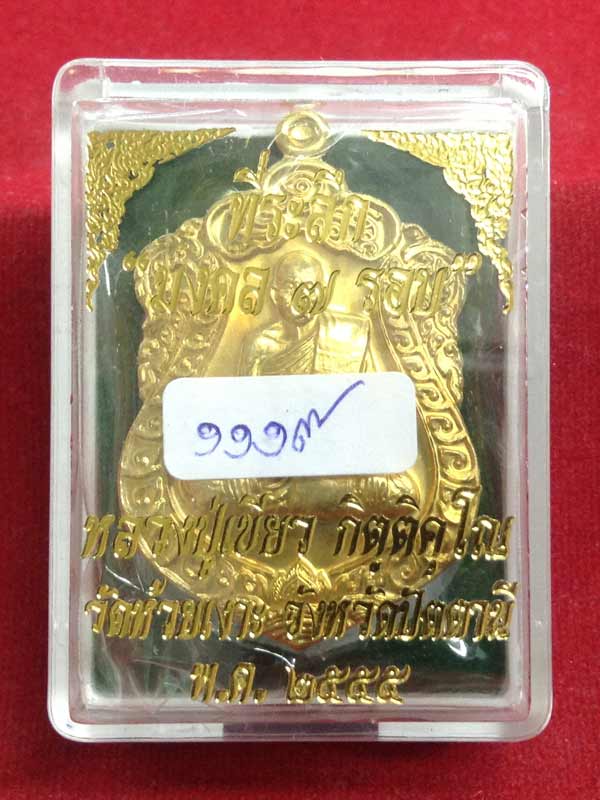 ที่ระลึก
"มงคล ๗ รอบ"
๑๑๑๙
หลวงปู่เขียว กิตฺติคุโณ
วัดห้วยเงาะ จังหวัดปัตตานี
พ.ศ. ๒๕๕๕